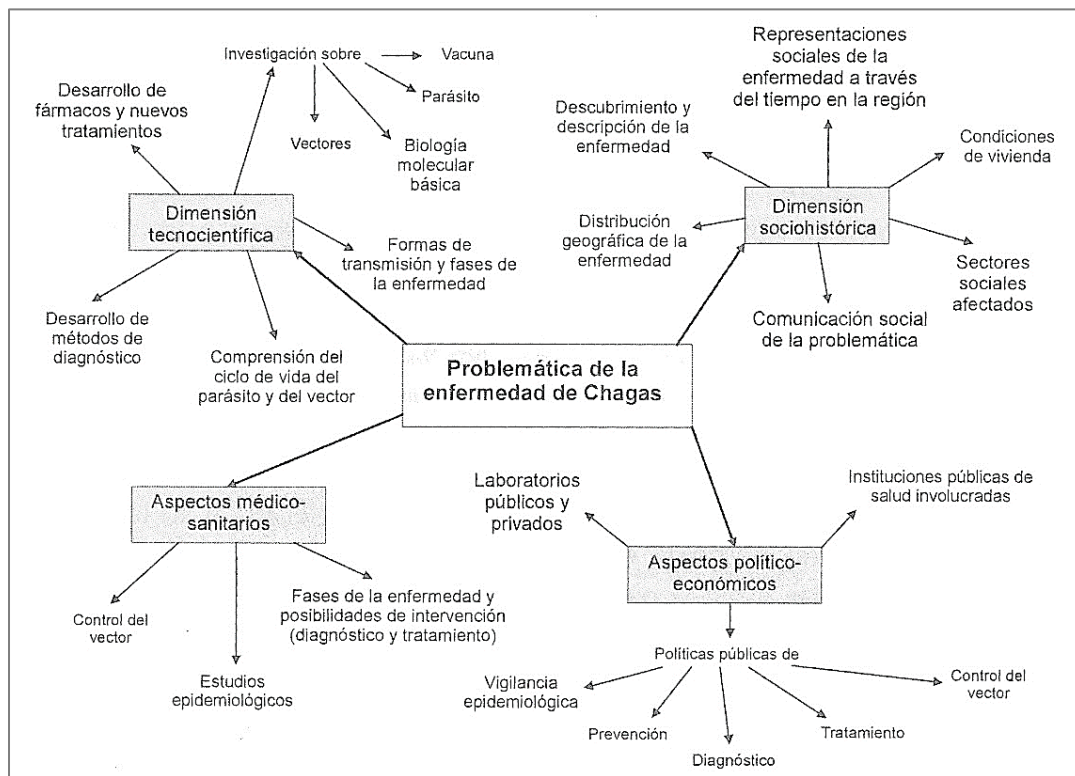 Investigación sobre
Vacuna
Parásito
Vectores
Biología
molecular
básica
Desarrollo de
fármacos y nuevos
tratamientos
Dimensión
tecnocientífica
Formas de
transmisión y fases de
la enfermedad
Desarrollo de
métodos de
diagnóstico
Comprensión del
ciclo de vida del
parásito y del vector
Representaciones
sociales de la
enfermedad a través
del tiempo en la región
Descubrimiento y
descripción de la
enfermedad
Condiciones
de vivienda
Dimensión
sociohistórica
Distribución
geográfica de la
enfermedad
Sectores
sociales
afectados
Comunicación social
de la problemática
Problemática de la
enfermedad de Chagas
Aspectos médico-
sanitarios
Control del
vector
Estudios
epidemiológicos
Fases de la enfermedad y
posibilidades de intervención
(diagnóstico y tratamiento)
Laboratorios
públicos y
privados
Instituciones públicas de
salud involucradas
Aspectos político-
económicos
Políticas públicas de
Vigilancia
epidemiológica
Prevención
Diagnóstico
Tratamiento
Control del
vector